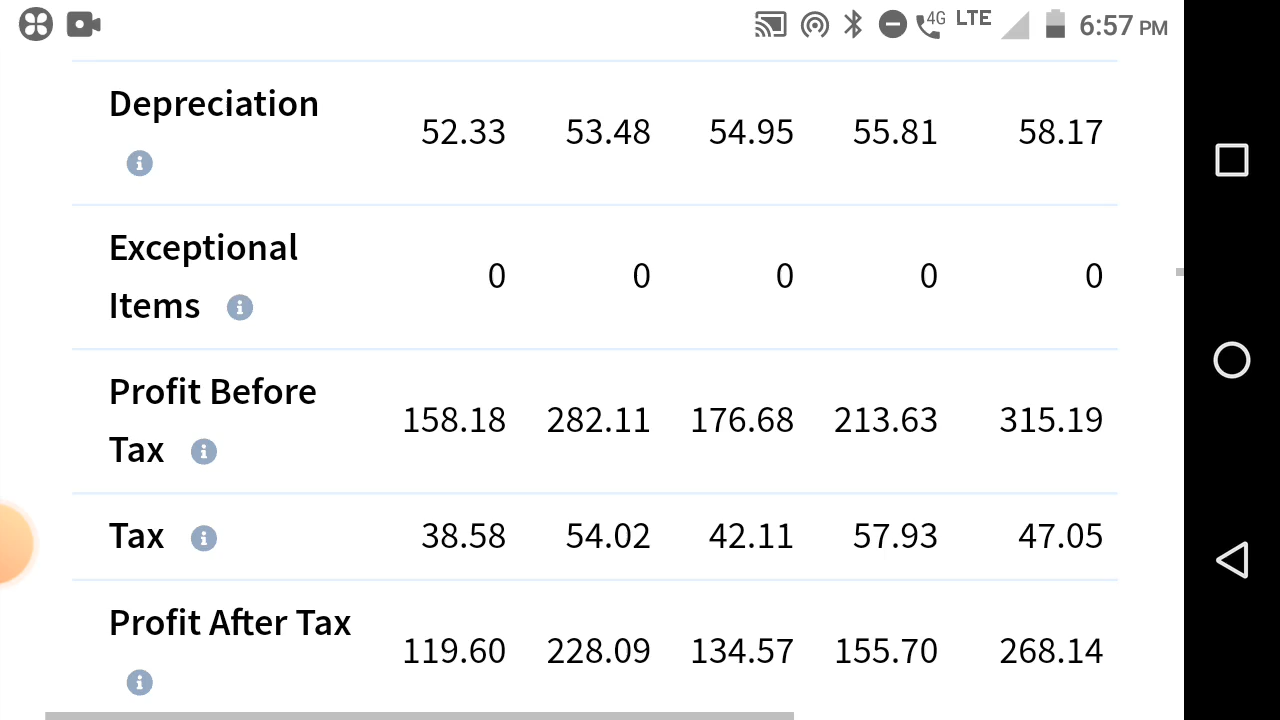 4G LTE 6:57 PM
Depreciation
52.33 53.48 54.95 55.81 58.17
Exceptional
Items
0 0 0 0 0
Profit Before
Tax
158.18 282.11 176.68 213.63 315.19
Tax 38.58 54.02 42.11 57.93 47.05
Profit After Tax
119.60 228.09 134.57 155.70 268.14